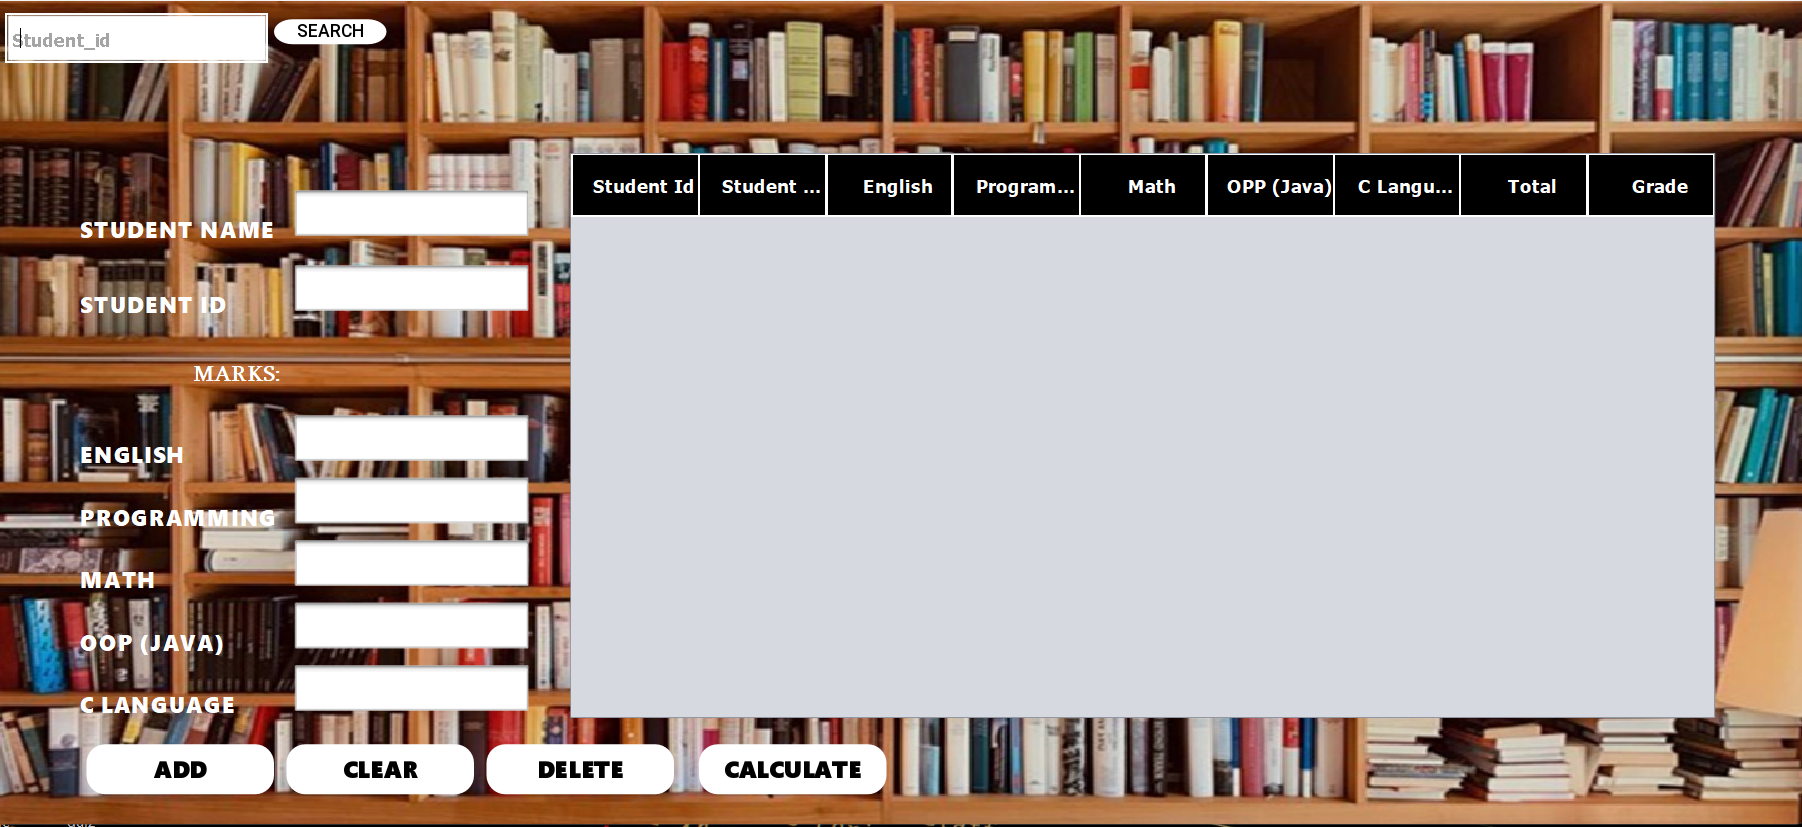 Student_id
SEARCH
Student Id Student ... English Program... Math OPP (Java) C Langu... Total Grade
STUDENT NAME
STUDENT ID
MARKS:
ENGLISH
PROGRAMMING
MATH
OOP (JAVA)
C LANGUAGE
ADD CLEAR DELETE CALCULATE